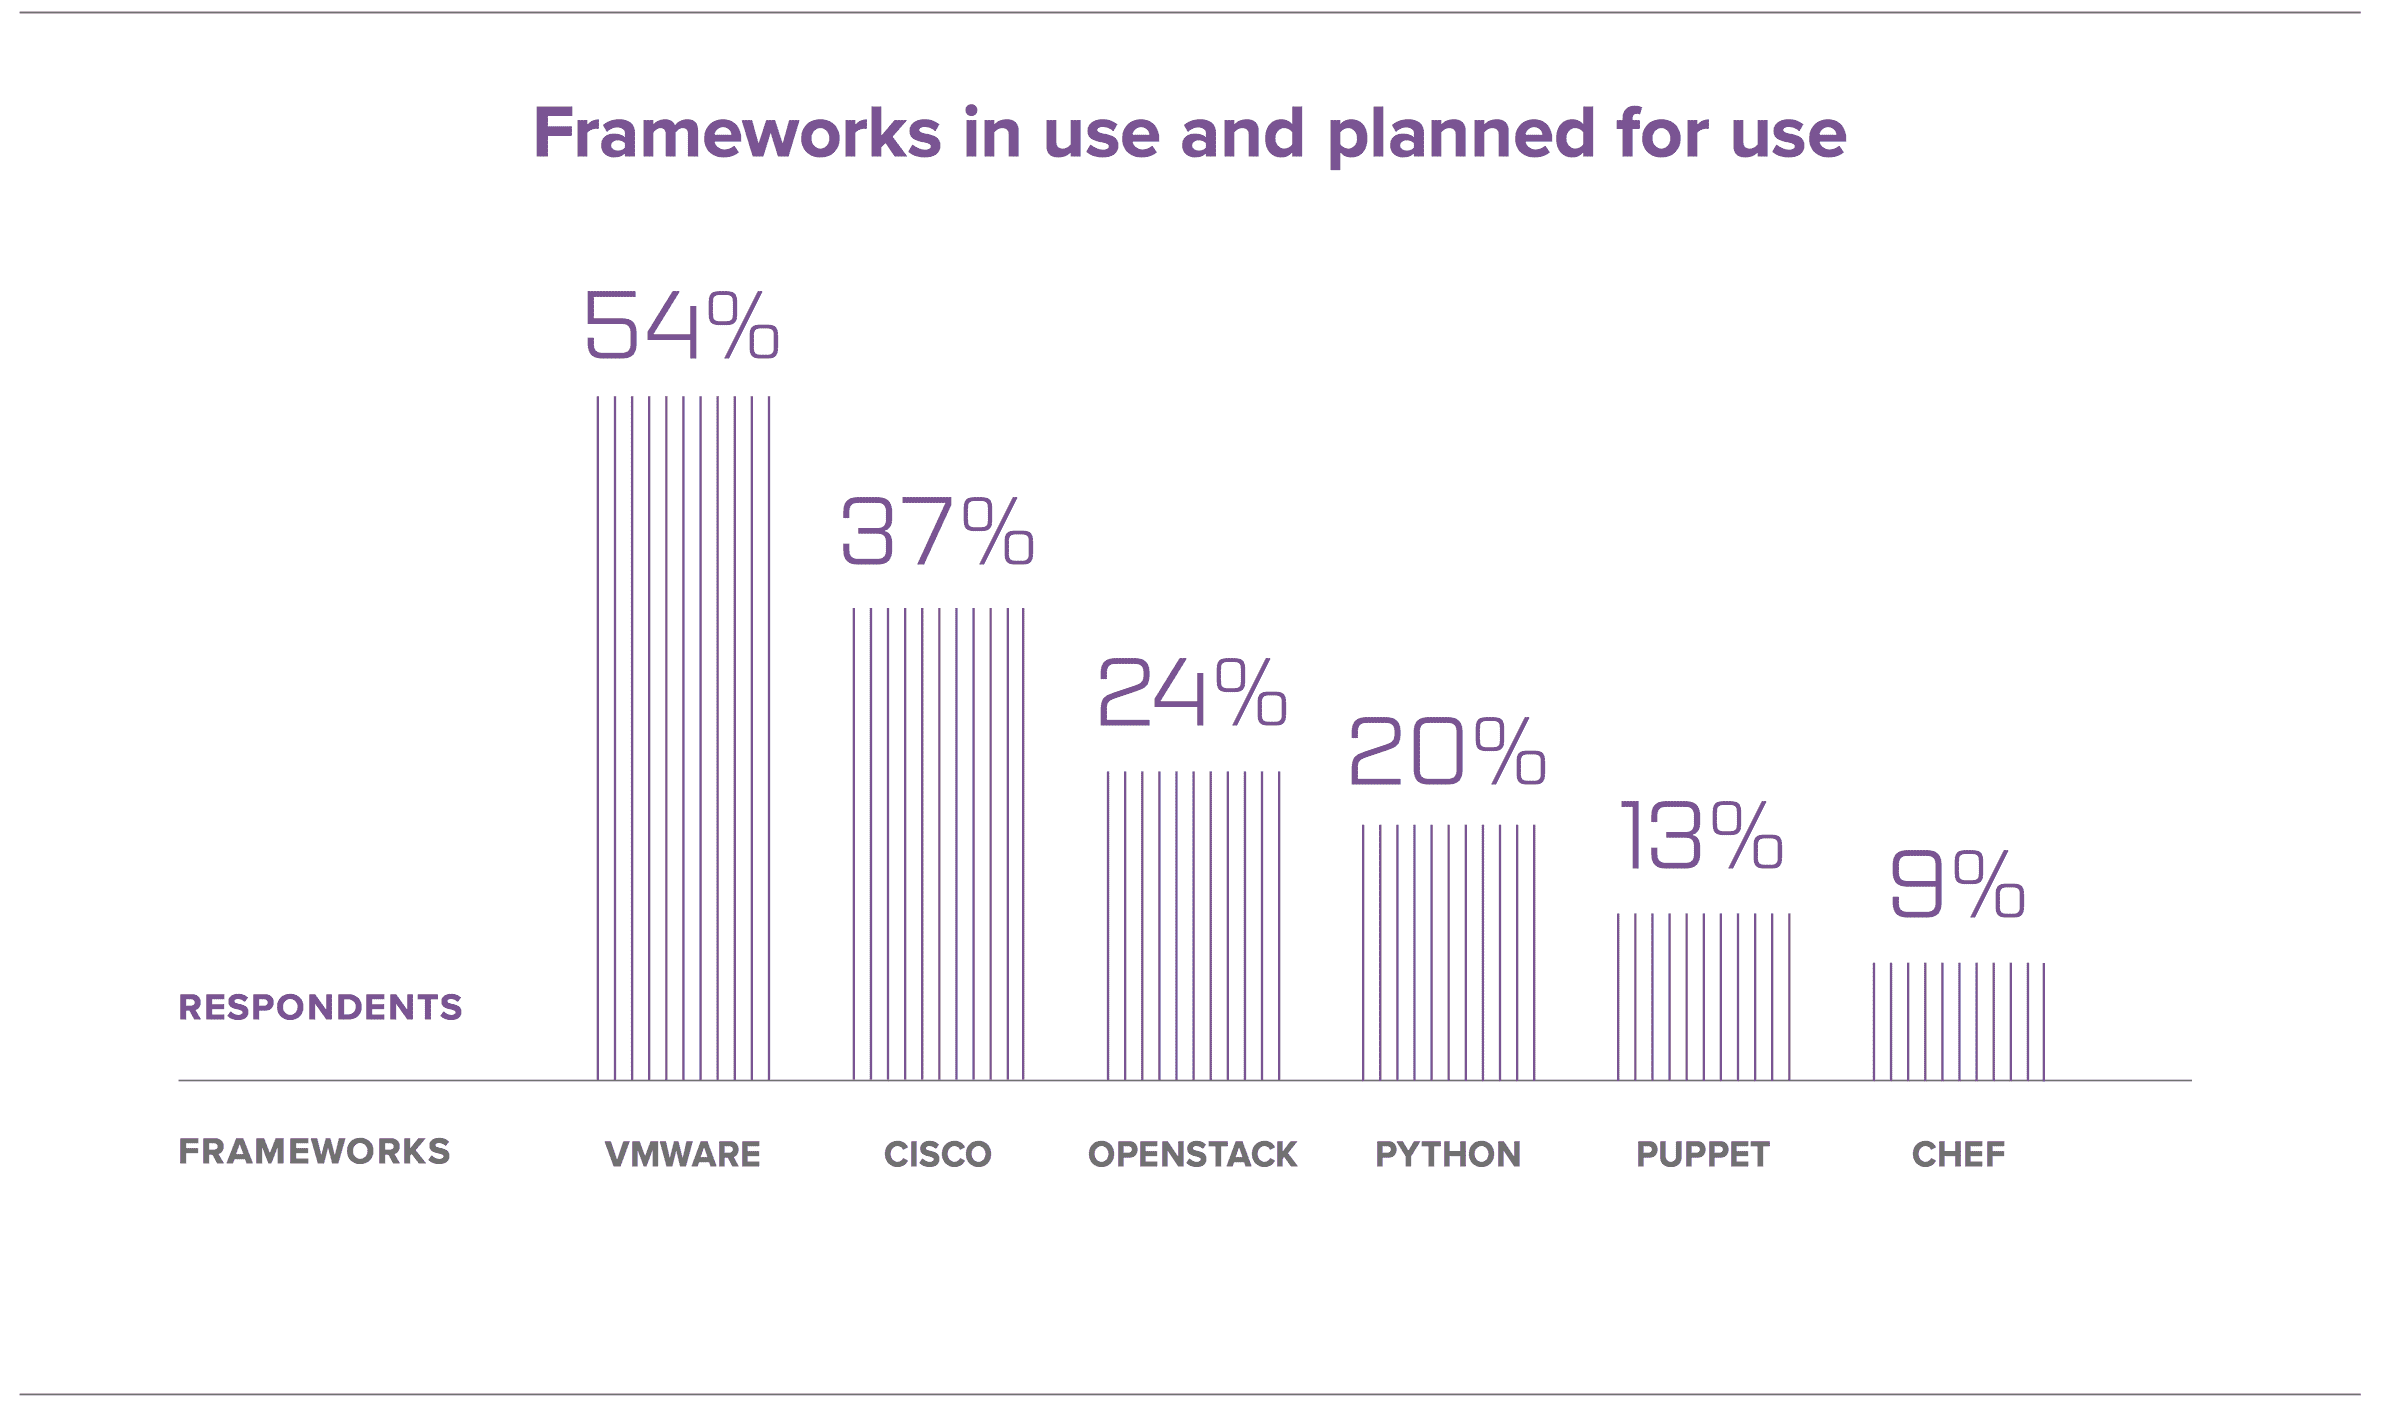 Frameworks in use and planned for use
54%
37%
24%
20%
13%
9%
RESPONDENTS
FRAMEWORKS VMWARE CISCO OPENSTACK PYTHON PUPPET CHEF